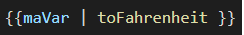 {{maVar | toFahrenheit }}